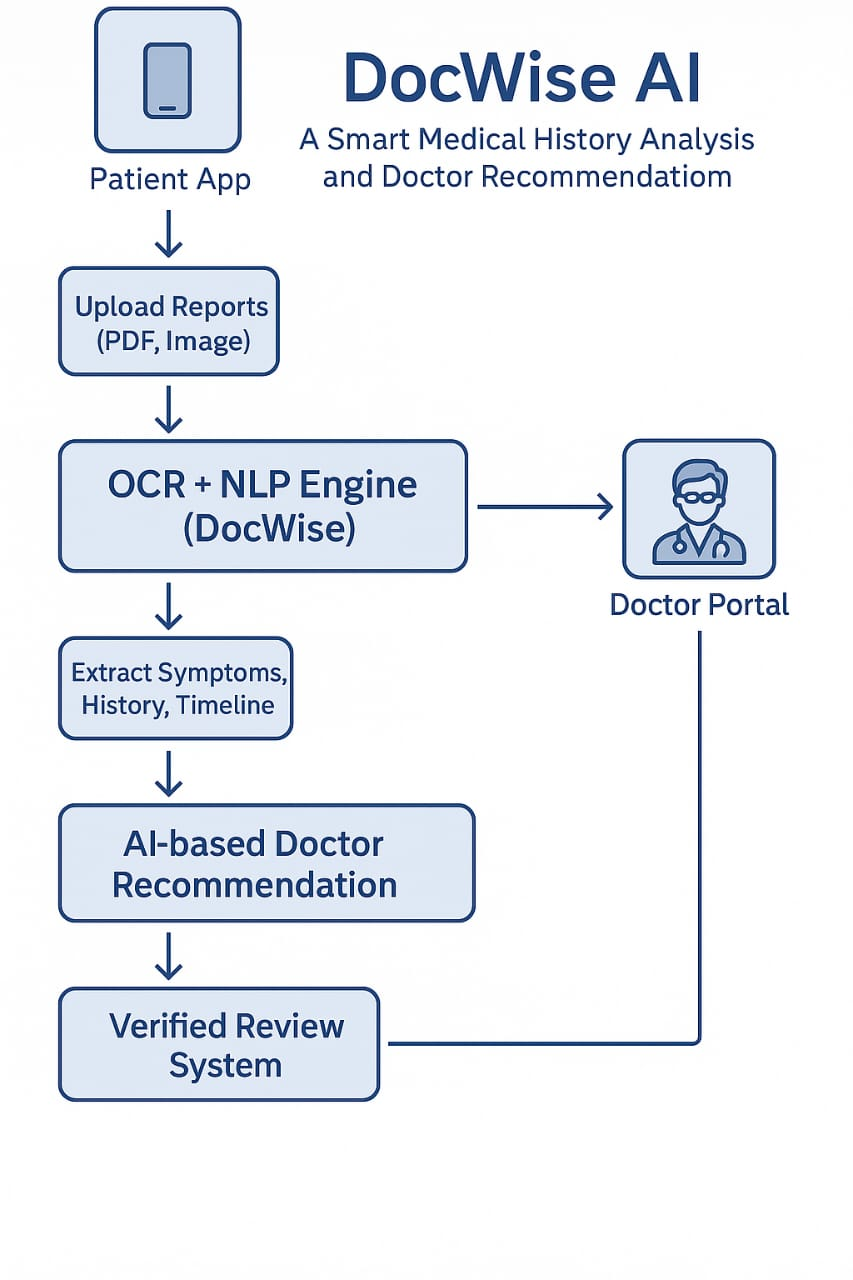 DocWise AI
A Smart Medical History Analysis
and Doctor Recommendatiom
Patient App
Upload Reports
(PDF, Image)
OCR + NLP Engine
(DocWise)
Doctor Portal
Extract Symptoms,
History, Timeline
AI-based Doctor
Recommendation
Verified Review
System